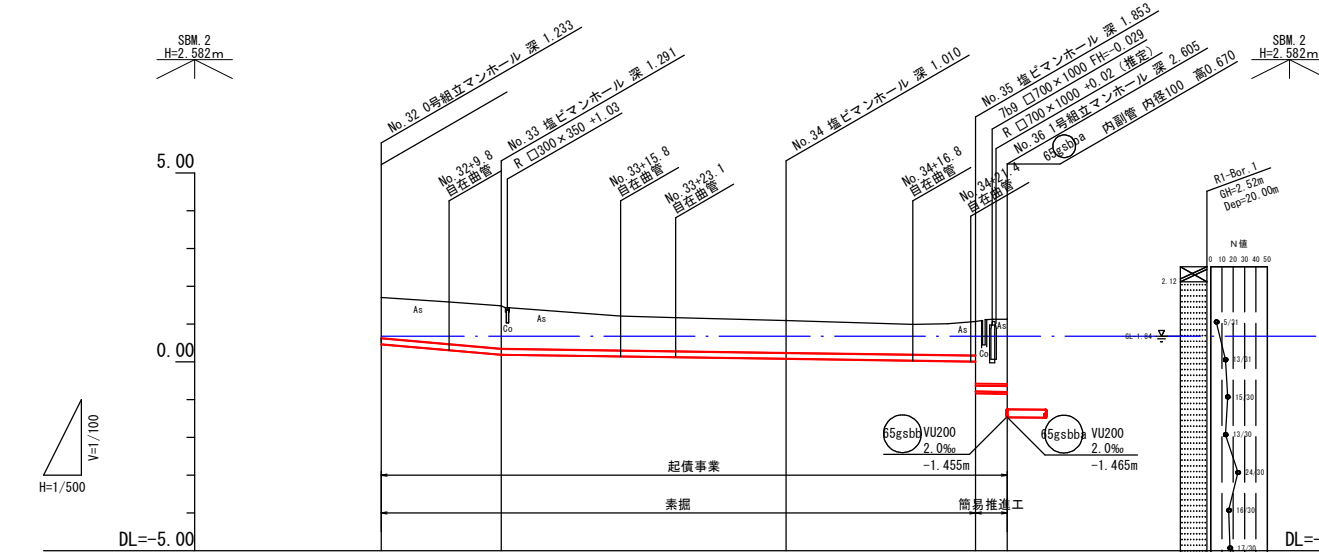 SBM.2
H=2.582m
No.32 0号組立マンホール 深 1.233
No.32+9.8
自在曲管
No.33 塩ビマンホール 深 1.291
R □300×350 +1.03
No.33+15.8
自在曲管
No.33+23.1
自在曲管
No.34 塩ビマンホール 深 1.010
No.34+16.8
自在曲管
No.34+21.4
自在曲管
No.35 塩ビマンホール 深 1.853
7b9 □700×1000 FH=-0.029
R □700×1000 +0.02 (推定)
No.36 1号組立マンホール 深 2.605
65gsbba 内副管 内径100 高0.670
SBM.2
H=2.582m
R1-Bor.1
GH=2.52m
Dep=20.00m
N値
0 10 20 30 40 50
5.00
0.00
DL=-5.00
DL=-
2.12
As
Co
As
As
Co
As
GL-1.84
5/31
13/31
15/30
13/30
24/30
16/30
17/30
65gsbb VU200
2.0‰
-1.455m
65gsbba VU200
2.0‰
-1.465m
V=1/100
H=1/500
起債事業
素掘
簡易推進工